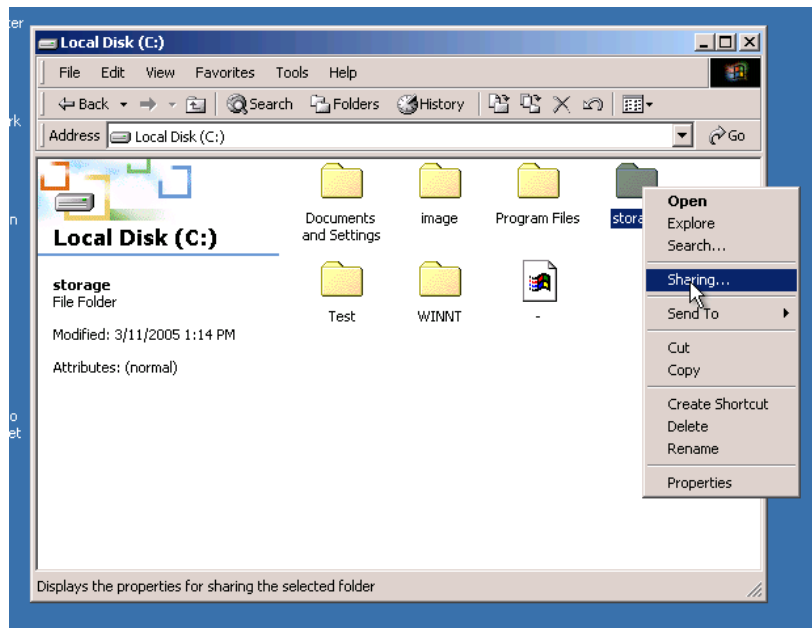 ter
rk
n
o
et
Local Disk (C:)
File Edit View Favorites Tools Help
Back Search Folders History
Address Local Disk (C:) Go
Local Disk (C:)
storage
File Folder
Modified: 3/11/2005 1:14 PM
Attributes: (normal)
Documents
and Settings
image
Program Files
stora
Test
WINNT
-
Open
Explore
Search...
Sharing...
Send To
Cut
Copy
Create Shortcut
Delete
Rename
Properties
Displays the properties for sharing the selected folder